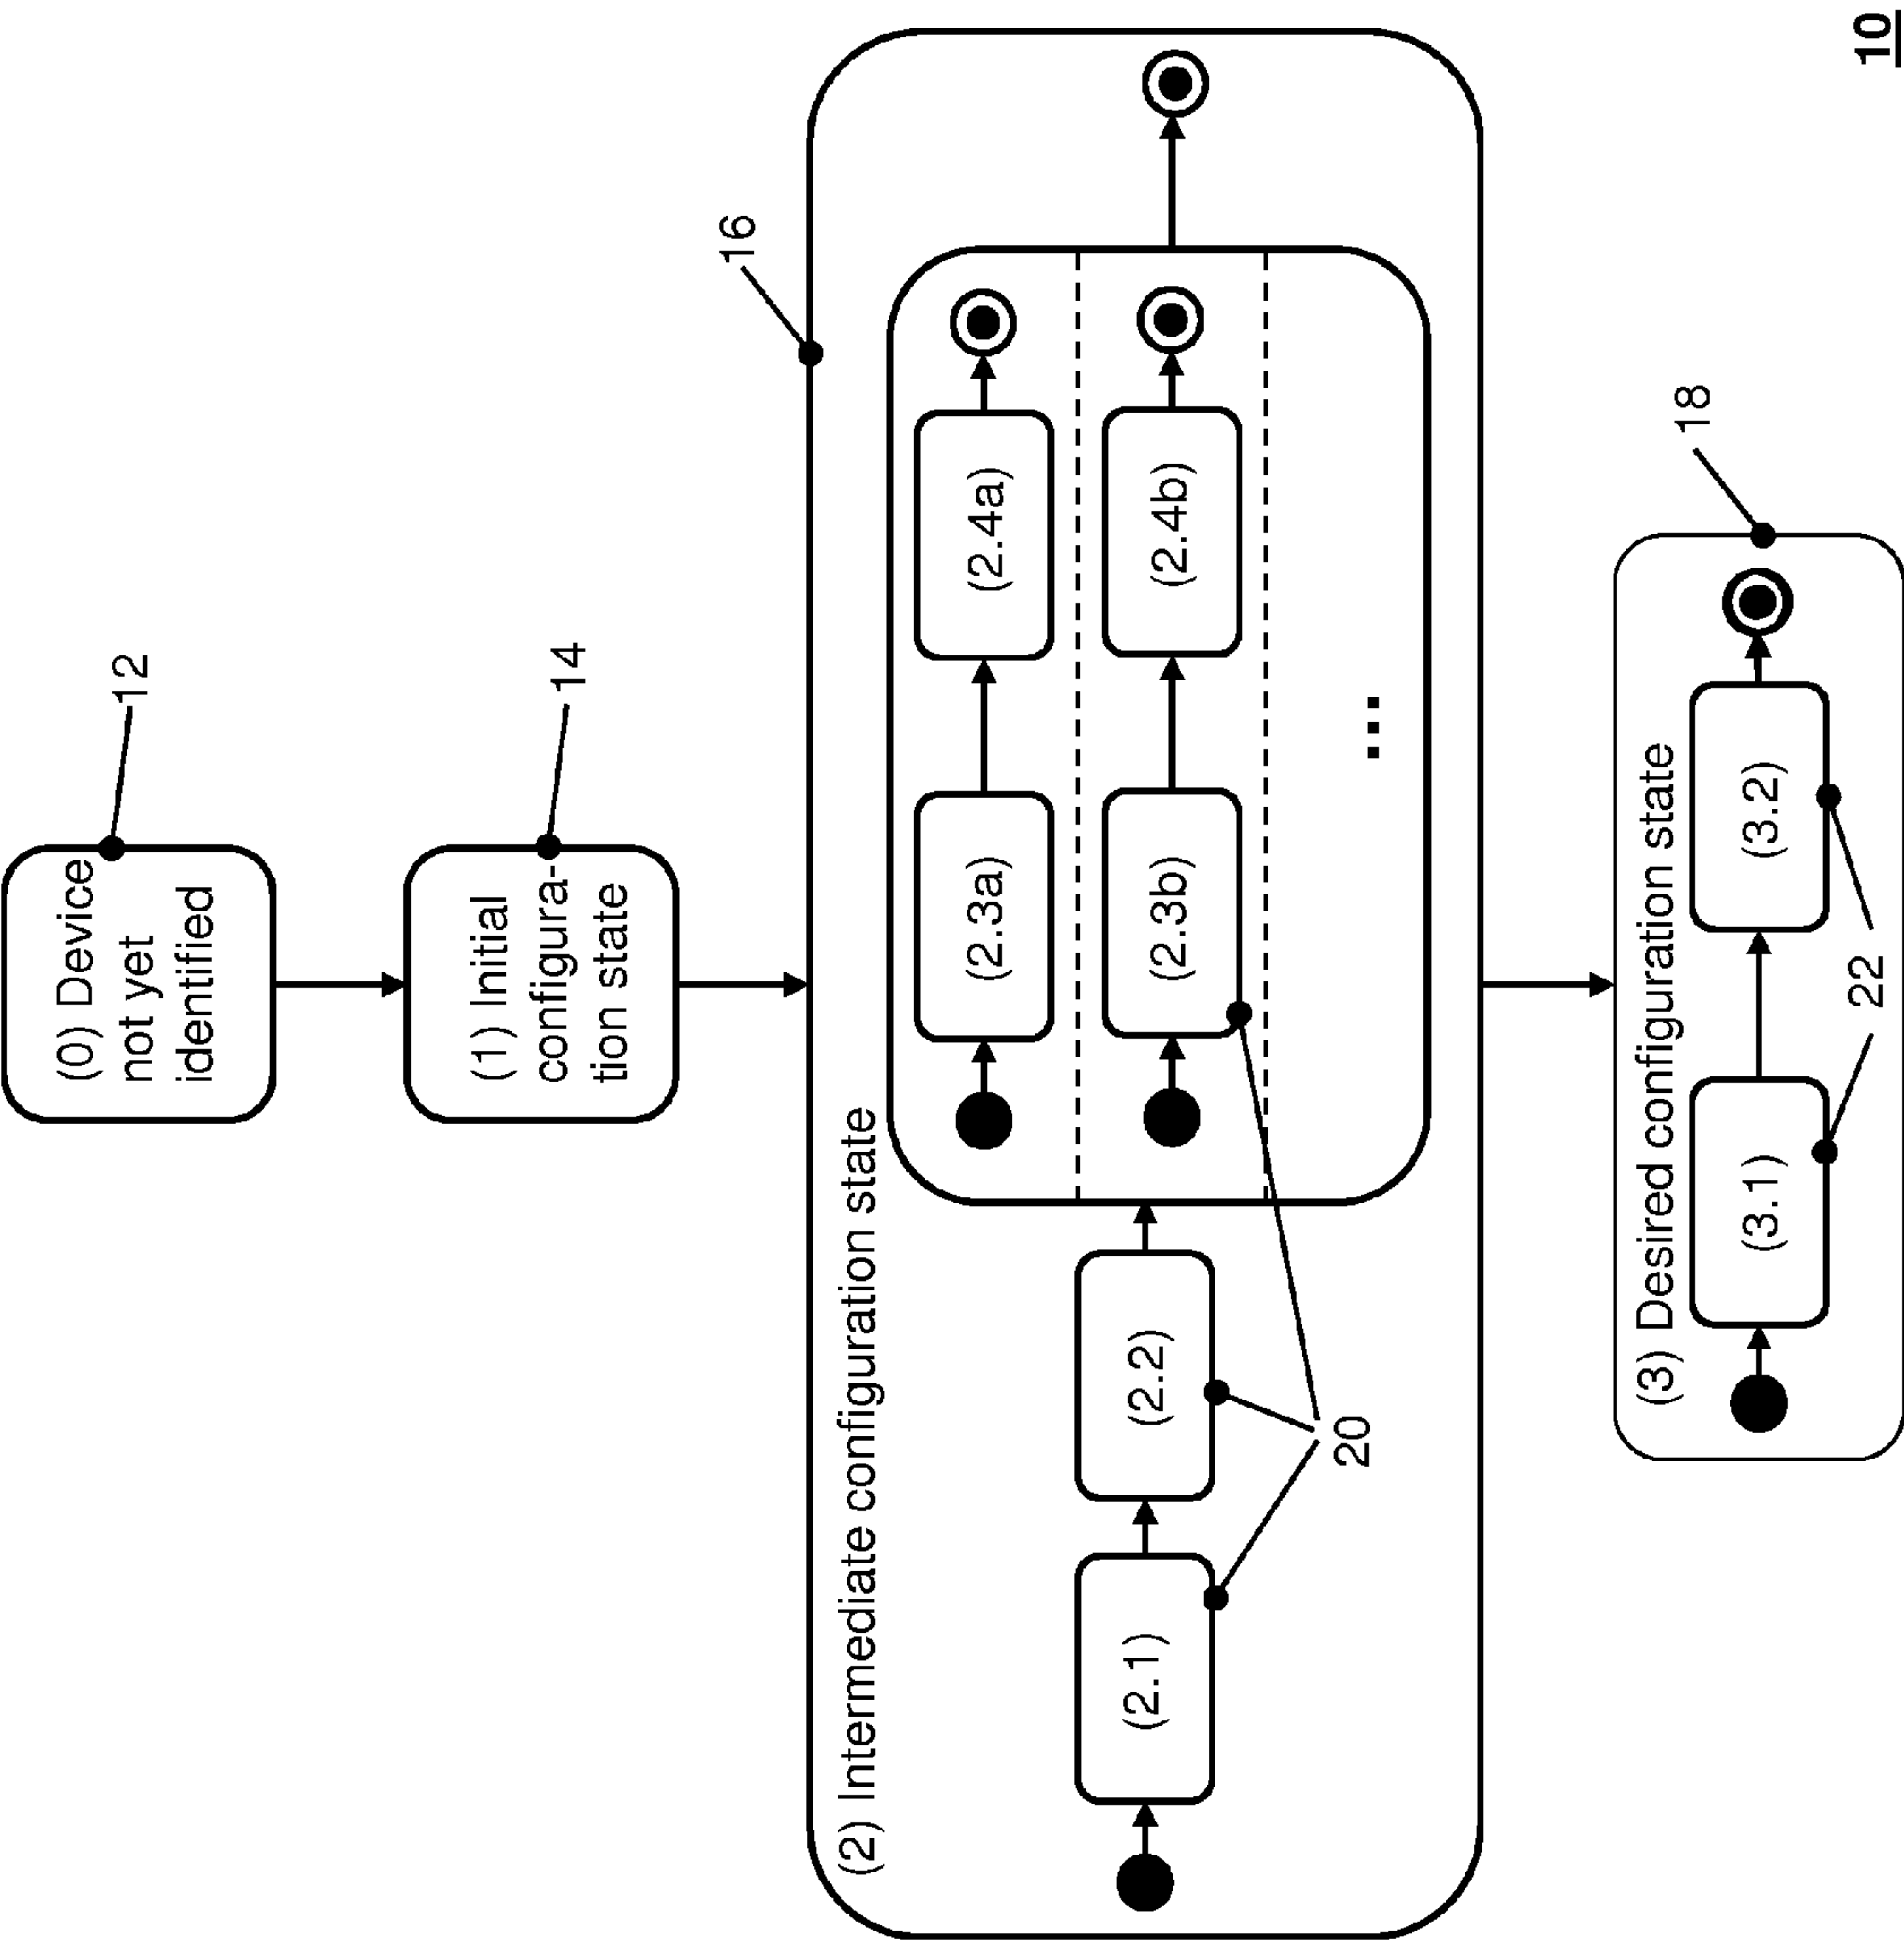 (0) Device
not yet
identified
12
(1) Initial
configura-
tion state
14
16
(2) Intermediate configuration state
(2.1)
(2.2)
(2.3a)
(2.4a)
(2.3b)
(2.4b)
...
20
18
(3) Desired configuration state
(3.1)
(3.2)
22
10